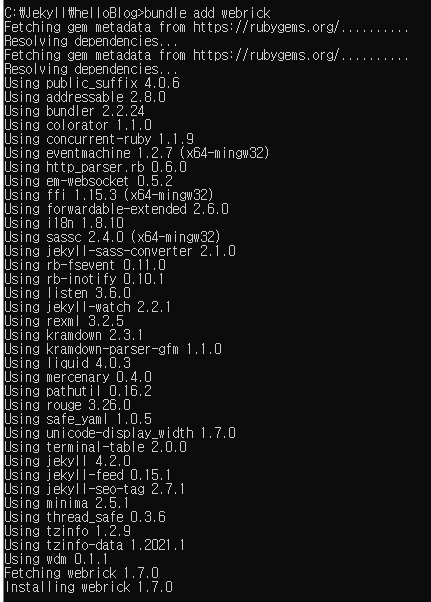 C:₩Jekyll₩helloBlog>bundle add webrick
Fetching gem metadata from https://rubygems.org/..........
Resolving dependencies...
Fetching gem metadata from https://rubygems.org/..........
Resolving dependencies...
Using public_suffix 4.0.6
Using addressable 2.8.0
Using bundler 2.2.24
Using colorator 1.1.0
Using concurrent-ruby 1.1.9
Using eventmachine 1.2.7 (x64-mingw32)
Using http_parser.rb 0.6.0
Using em-websocket 0.5.2
Using ffi 1.15.3 (x64-mingw32)
Using forwardable-extended 2.6.0
Using i18n 1.8.10
Using sassc 2.4.0 (x64-mingw32)
Using jekyll-sass-converter 2.1.0
Using rb-fsevent 0.11.0
Using rb-inotify 0.10.1
Using listen 3.6.0
Using jekyll-watch 2.2.1
Using rexml 3.2.5
Using kramdown 2.3.1
Using kramdown-parser-gfm 1.1.0
Using liquid 4.0.3
Using mercenary 0.4.0
Using pathutil 0.16.2
Using rouge 3.26.0
Using safe_yaml 1.0.5
Using unicode-display_width 1.7.0
Using terminal-table 2.0.0
Using jekyll 4.2.0
Using jekyll-feed 0.15.1
Using jekyll-seo-tag 2.7.1
Using minima 2.5.1
Using thread_safe 0.3.6
Using tzinfo 1.2.9
Using tzinfo-data 1.2021.1
Using wdm 0.1.1
Fetching webrick 1.7.0
Installing webrick 1.7.0